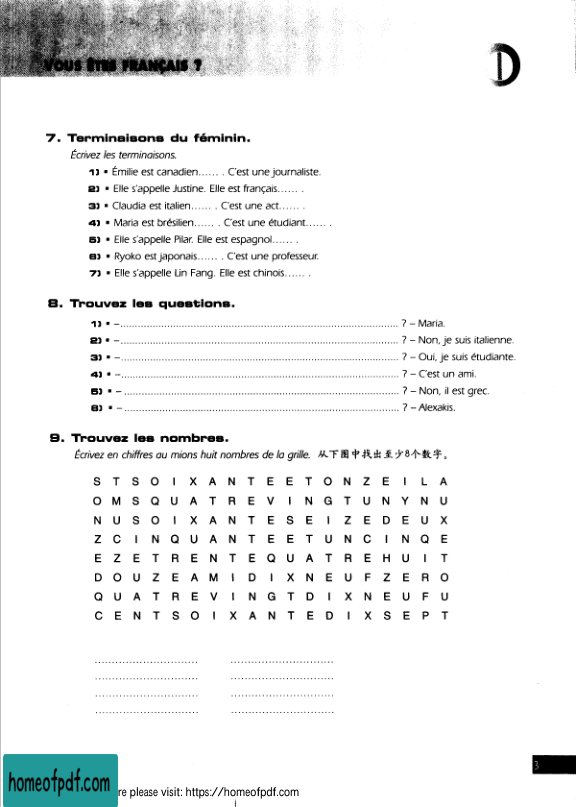 VOUS ÊTES FRANÇAIS ?
D
7. Terminaisons du féminin.
Écrivez les terminaisons.
1) ▪ Émilie est canadien...... . C'est une journaliste.
2) ▪ Elle s'appelle Justine. Elle est français...... .
3) ▪ Claudia est italien...... . C'est une act...... .
4) ▪ Maria est brésilien...... . C'est une étudiant...... .
5) ▪ Elle s'appelle Pilar. Elle est espagnol...... .
6) ▪ Ryoko est japonais...... . C'est une professeur.
7) ▪ Elle s'appelle Lin Fang. Elle est chinois...... .
8. Trouvez les questions.
1) ▪ –.................................................. ? – Maria.
2) ▪ –.................................................. ? – Non, je suis italienne.
3) ▪ –.................................................. ? – Oui, je suis étudiante.
4) ▪ –.................................................. ? – C'est un ami.
5) ▪ –.................................................. ? – Non, il est grec.
6) ▪ –.................................................. ? – Alexakis.
9. Trouvez les nombres.
Écrivez en chiffres au mions huit nombres de la grille. 从下图中找出至少8个数字。
S T S O I X A N T E E T O N Z E I L A
O M S Q U A T R E V I N G T U N Y N U
N U S O I X A N T E S E I Z E D E U X
Z C I N Q U A N T E E T U N C I N Q E
E Z E T R E N T E Q U A T R E H U I T
D O U Z E A M I D I X N E U F Z E R O
Q U A T R E V I N G T D I X N E U F U
C E N T S O I X A N T E D I X S E P T
.............................. ..............................
.............................. ..............................
.............................. ..............................
.............................. ..............................
3
homeofpdf.com
re please visit: https://homeofpdf.com